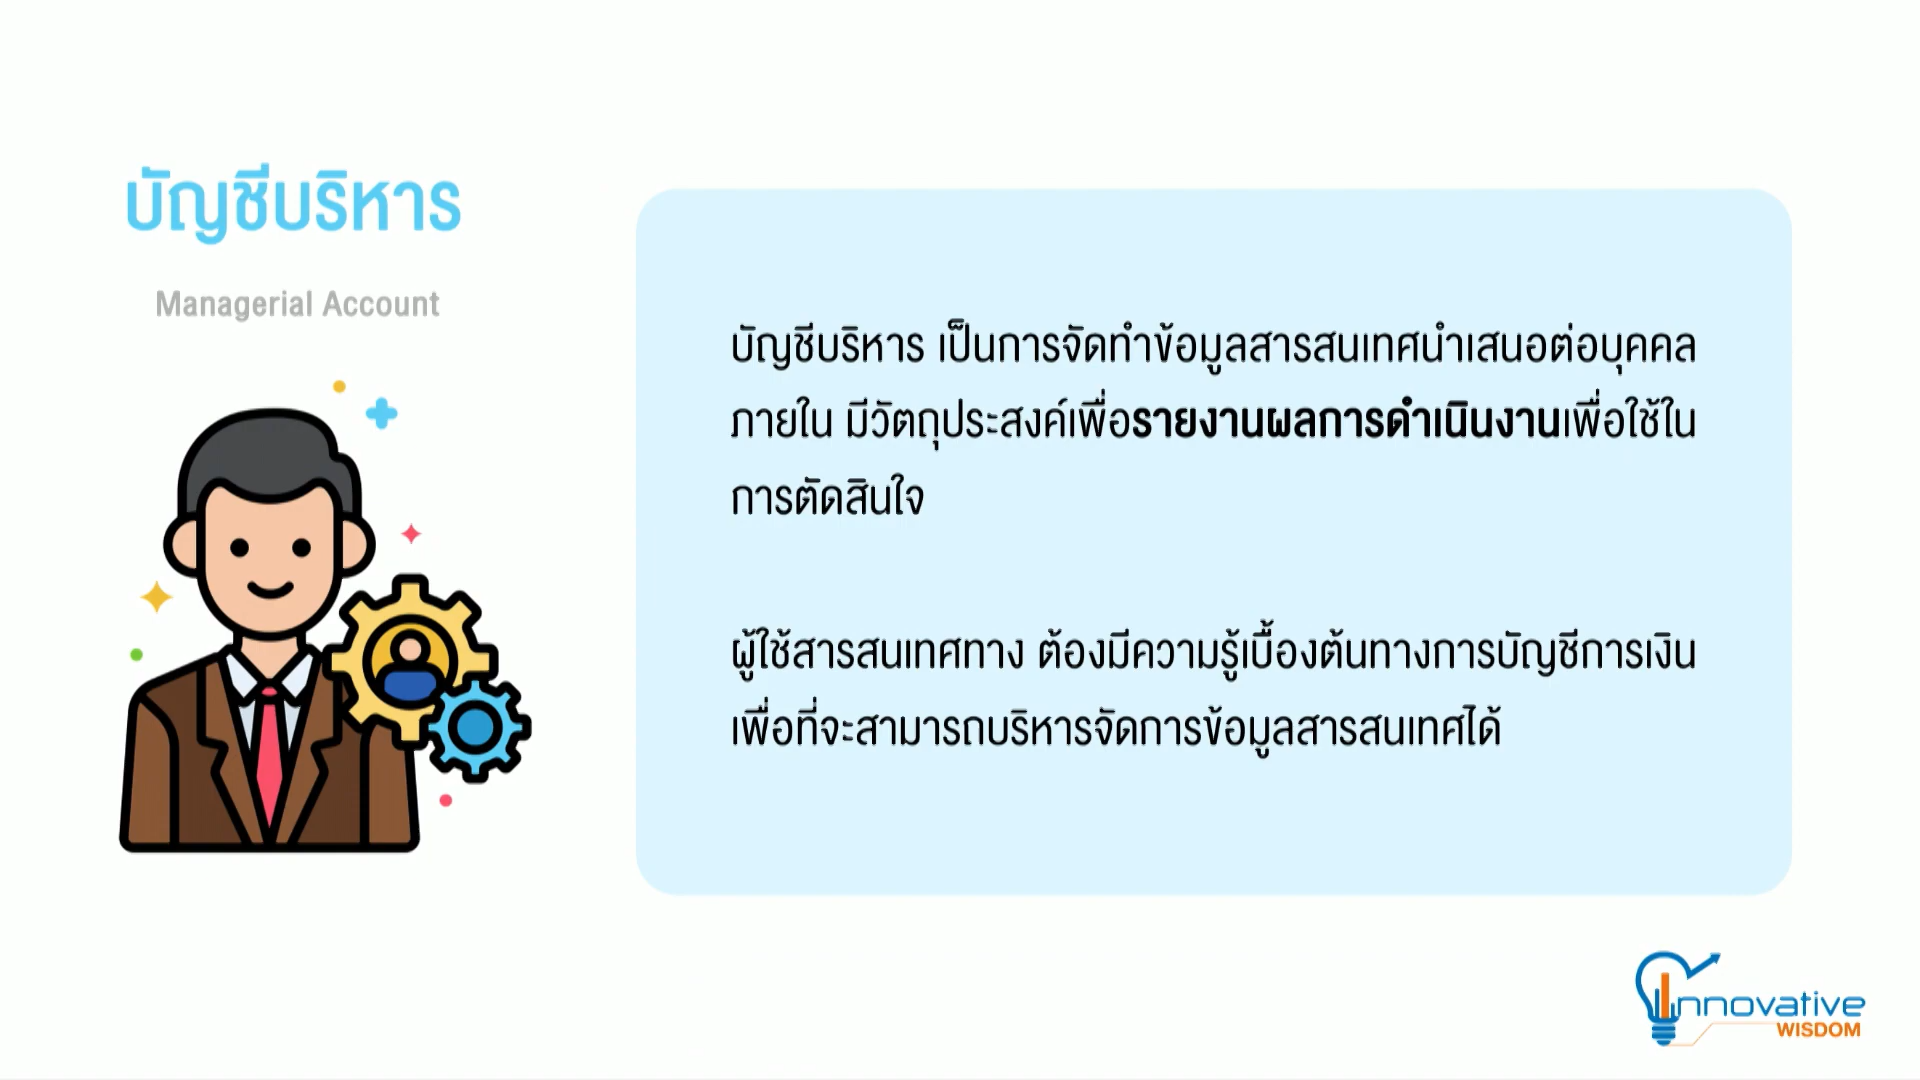 บัญชีบริหาร
Managerial Account
บัญชีบริหาร เป็นการจัดทำข้อมูลสารสนเทศนำเสนอต่อบุคคล
ภายใน มีวัตถุประสงค์เพื่อรายงานผลการดำเนินงานเพื่อใช้ใน
การตัดสินใจ
ผู้ใช้สารสนเทศทาง ต้องมีความรู้เบื้องต้นทางการบัญชีการเงิน
เพื่อที่จะสามารถบริหารจัดการข้อมูลสารสนเทศได้
innovative
WISDOM